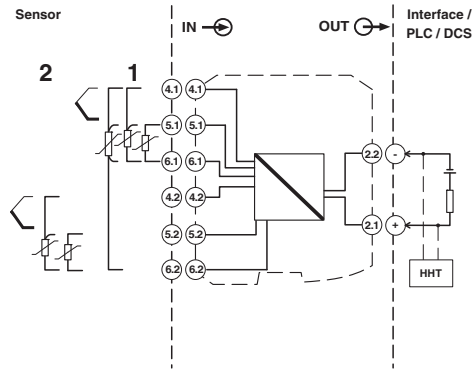 Sensor
IN
OUT
Interface /
PLC / DCS
2
1
4.1 4.1
5.1 5.1
6.1 6.1
4.2 4.2
5.2 5.2
6.2 6.2
2.2 -
2.1 +
HHT